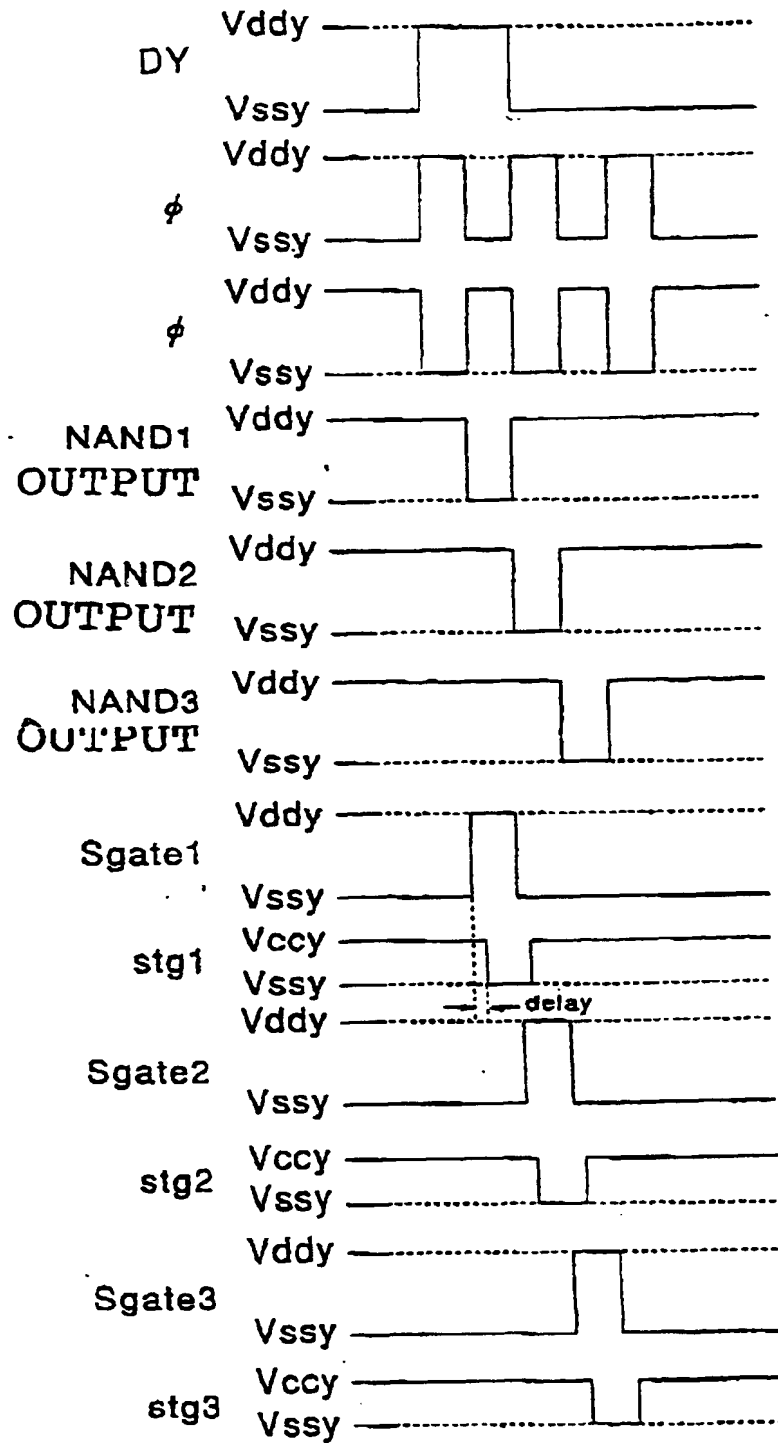 Vddy
DY
Vssy
Vddy
ϕ
Vssy
Vddy
ϕ
Vssy
Vddy
NAND1
OUTPUT
Vssy
Vddy
NAND2
OUTPUT
Vssy
Vddy
NAND3
OUTPUT
Vssy
Vddy
Sgate1
Vssy
Vccy
stg1
Vssy
delay
Vddy
Sgate2
Vssy
Vccy
stg2
Vssy
Vddy
Sgate3
Vssy
Vccy
stg3
Vssy